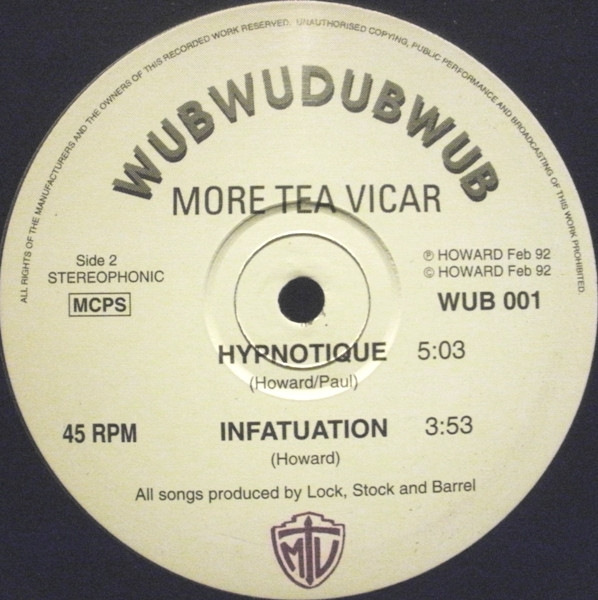 ALL RIGHTS OF THE MANUFACTURERS AND THE OWNERS OF THIS RECORDED WORK RESERVED. UNAUTHORISED COPYING, PUBLIC PERFORMANCE AND BROADCASTING OF THIS WORK PROHIBITED
WUBWUDUBWUB
MORE TEA VICAR
Side 2
STEREOPHONIC
MCPS
℗ HOWARD Feb 92
© HOWARD Feb 92
WUB 001
HYPNOTIQUE 5:03
(Howard/Paul)
45 RPM
INFATUATION 3:53
(Howard)
All songs produced by Lock, Stock and Barrel
MTV